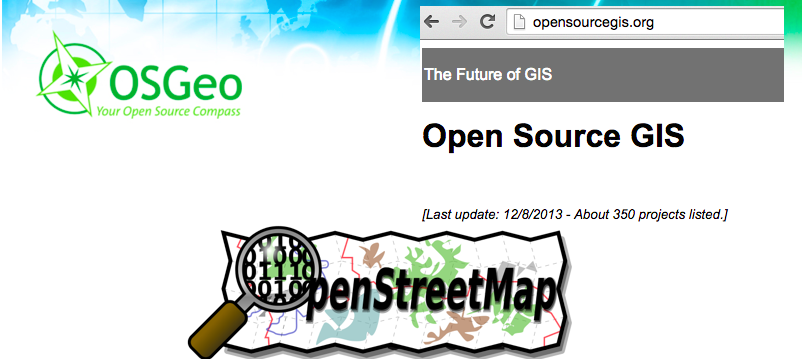 OSGeo
Your Open Source Compass
opensourcegis.org
The Future of GIS
Open Source GIS
[Last update: 12/8/2013 - About 350 projects listed.]
penStreetMap